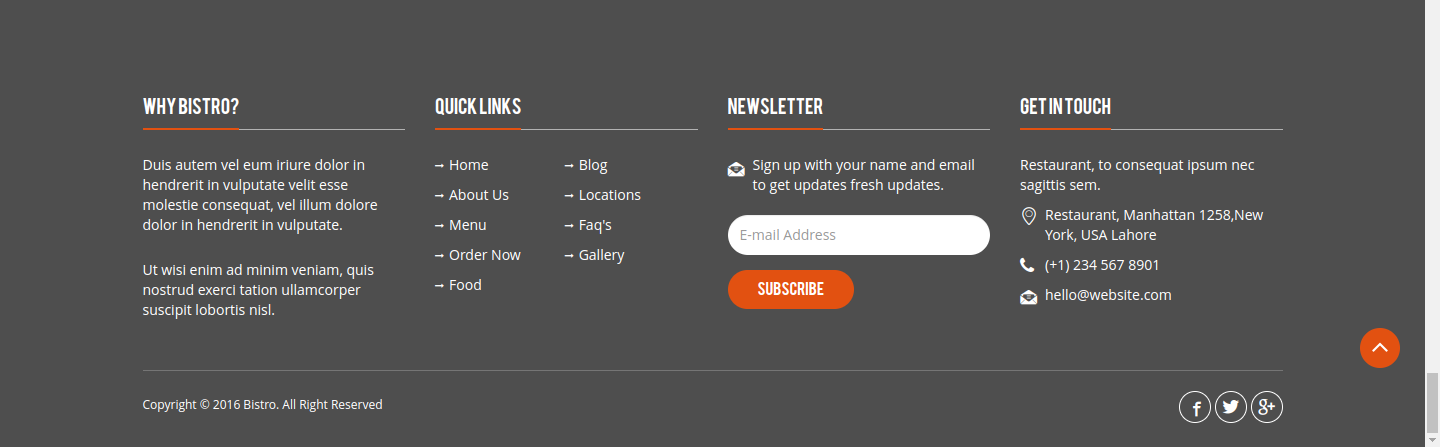 WHY BISTRO?
Duis autem vel eum iriure dolor in
hendrerit in vulputate velit esse
molestie consequat, vel illum dolore
dolor in hendrerit in vulputate.
Ut wisi enim ad minim veniam, quis
nostrud exerci tation ullamcorper
suscipit lobortis nisl.
QUICK LINKS
Home
About Us
Menu
Order Now
Food
Blog
Locations
Faq's
Gallery
NEWSLETTER
Sign up with your name and email
to get updates fresh updates.
E-mail Address
SUBSCRIBE
GET IN TOUCH
Restaurant, to consequat ipsum nec
sagittis sem.
Restaurant, Manhattan 1258,New
York, USA Lahore
(+1) 234 567 8901
hello@website.com
Copyright © 2016 Bistro. All Right Reserved